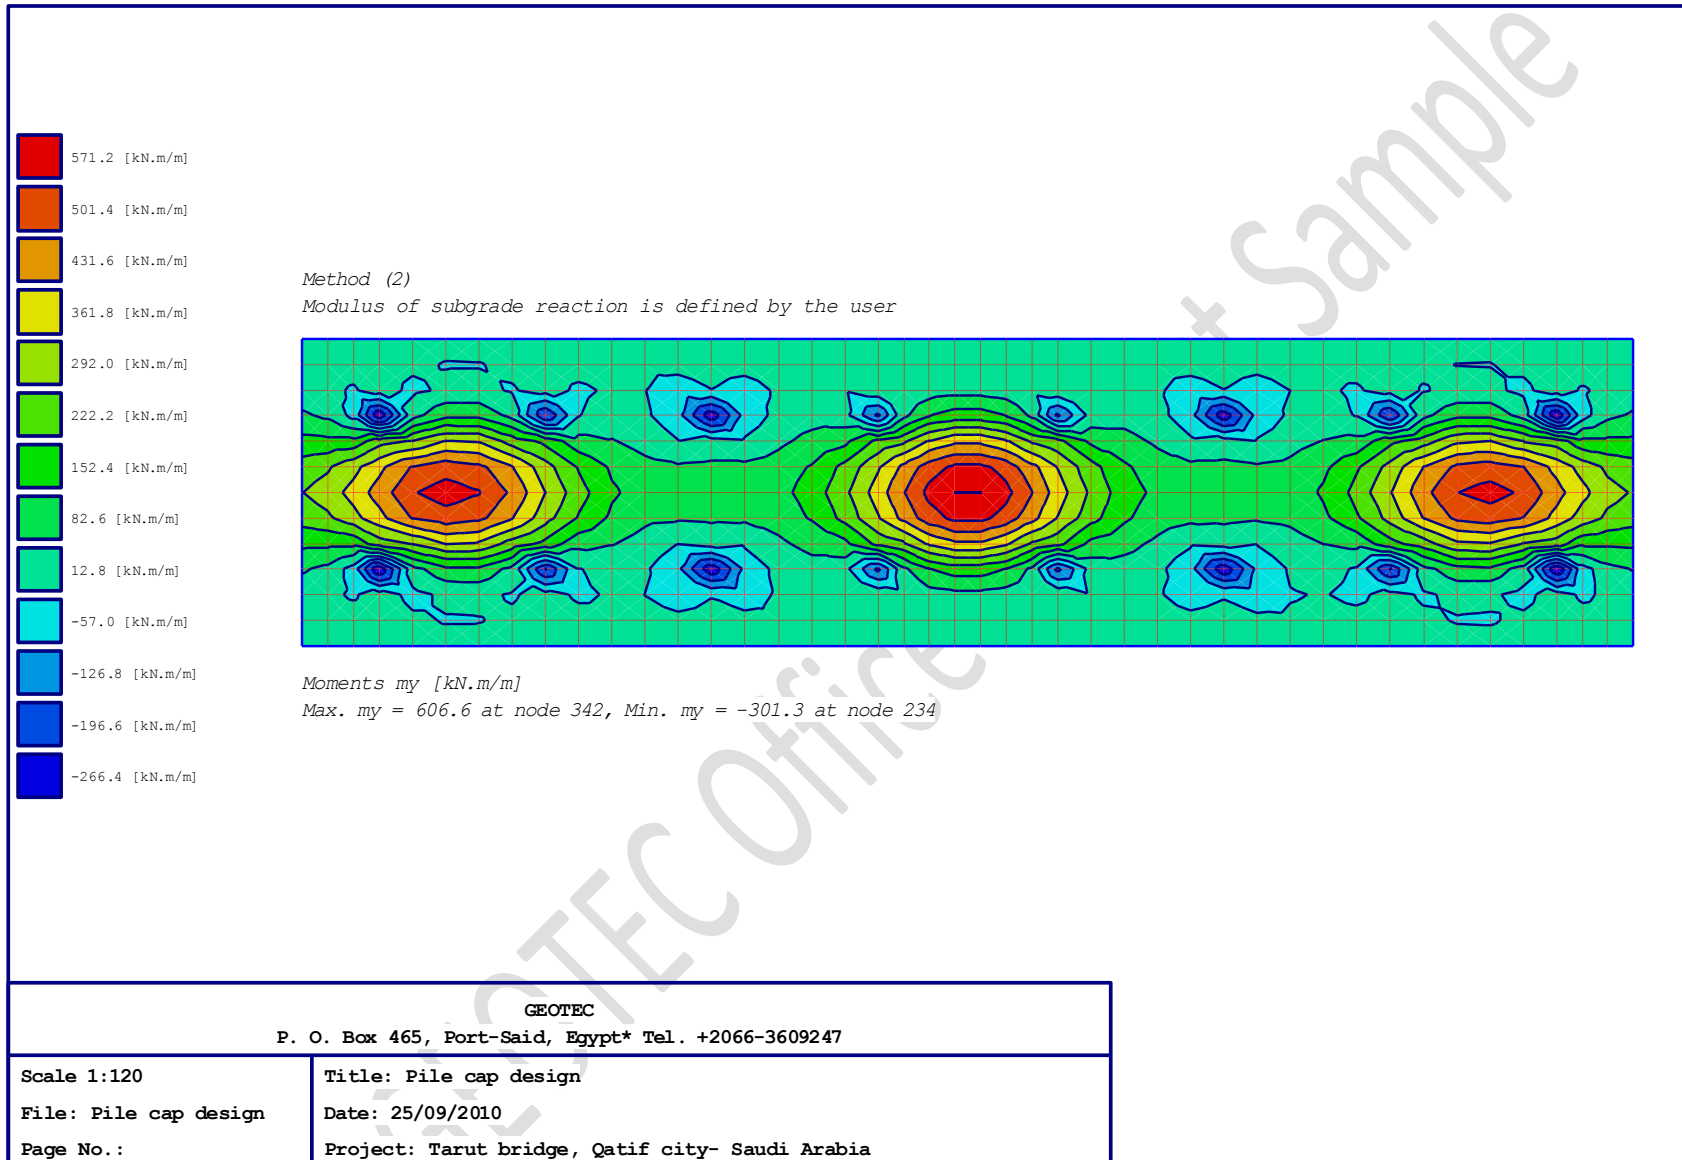 571.2 [kN.m/m]
501.4 [kN.m/m]
431.6 [kN.m/m]
361.8 [kN.m/m]
292.0 [kN.m/m]
222.2 [kN.m/m]
152.4 [kN.m/m]
82.6 [kN.m/m]
12.8 [kN.m/m]
-57.0 [kN.m/m]
-126.8 [kN.m/m]
-196.6 [kN.m/m]
-266.4 [kN.m/m]
Method (2)
Modulus of subgrade reaction is defined by the user
Moments my [kN.m/m]
Max. my = 606.6 at node 342, Min. my = -301.3 at node 234
Office Sample
GEOTEC
P. O. Box 465, Port-Said, Egypt* Tel. +2066-3609247
Scale 1:120
Title: Pile cap design
File: Pile cap design
Date: 25/09/2010
Page No.:
Project: Tarut bridge, Qatif city- Saudi Arabia